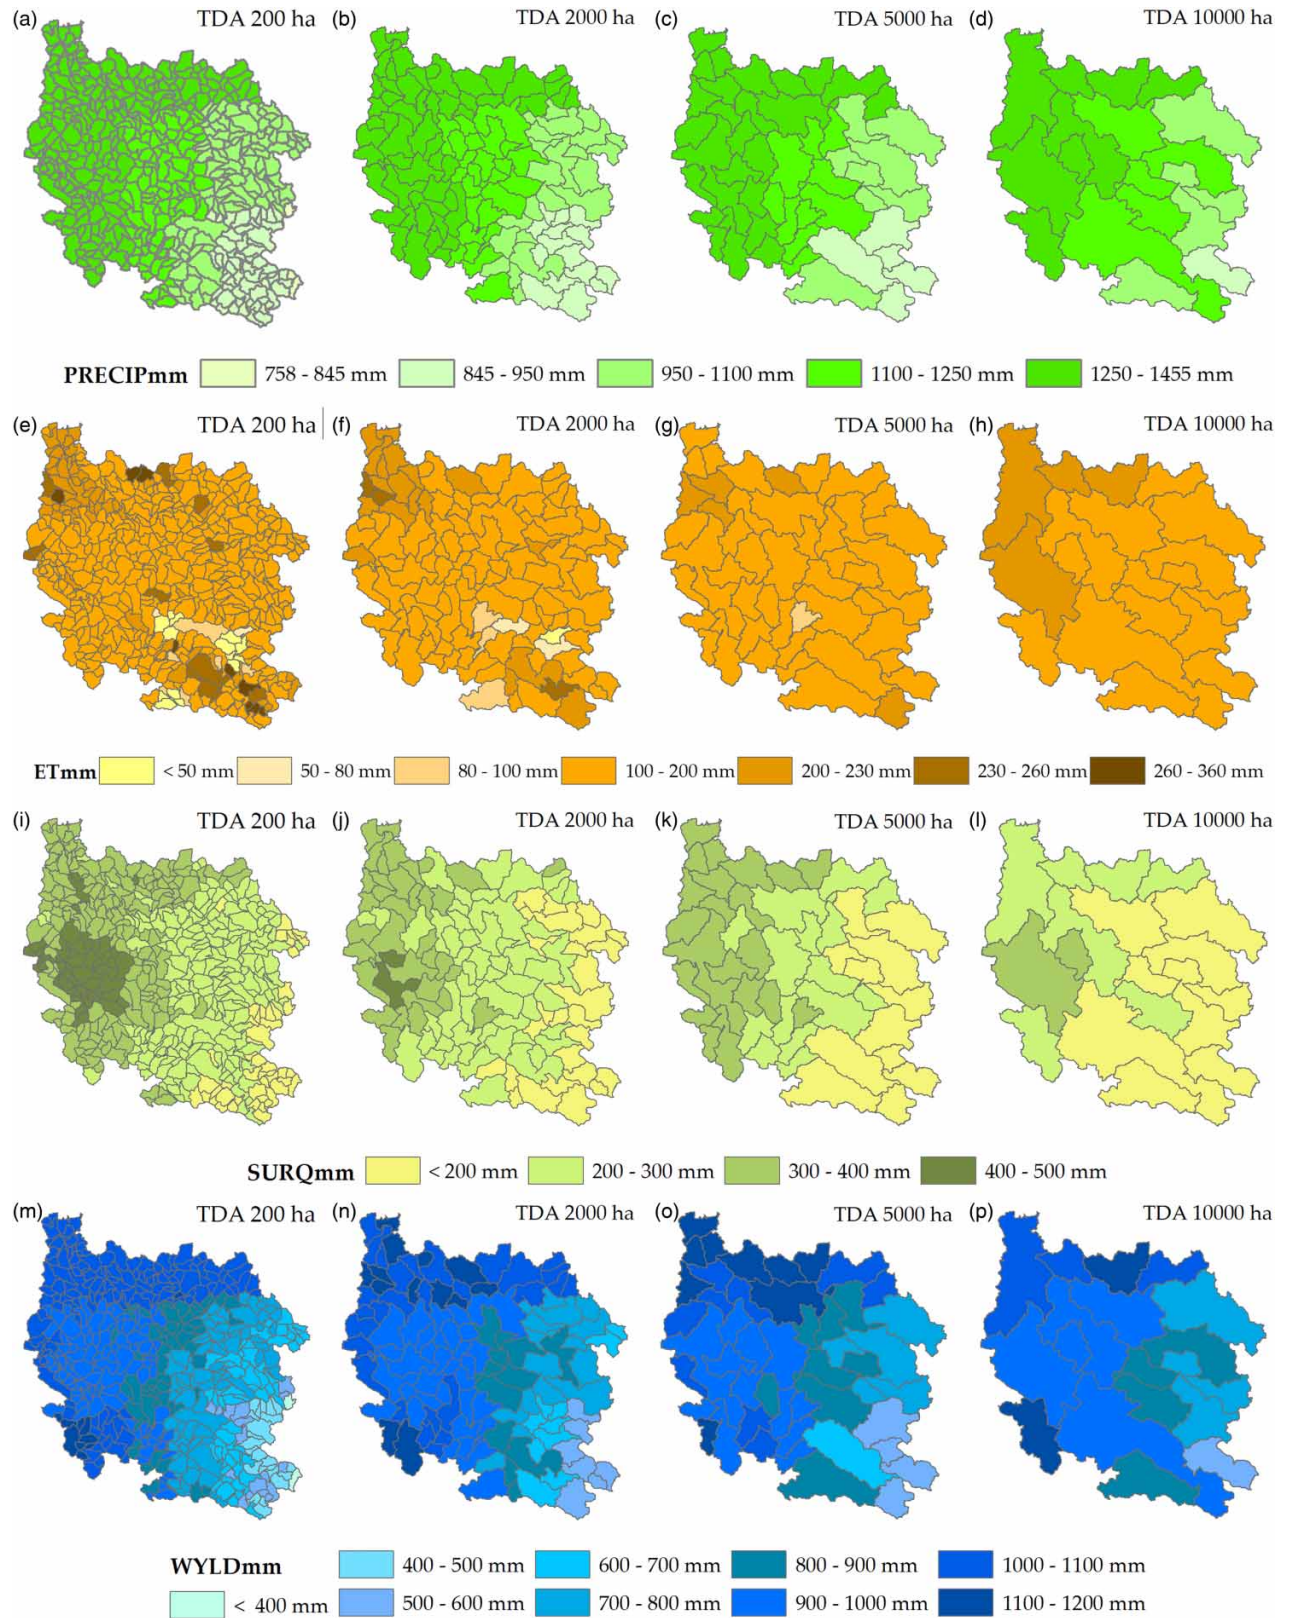 (a) TDA 200 ha (b) TDA 2000 ha (c) TDA 5000 ha (d) TDA 10000 ha
PRECIPmm 758 - 845 mm 845 - 950 mm 950 - 1100 mm 1100 - 1250 mm 1250 - 1455 mm
(e) TDA 200 ha (f) TDA 2000 ha (g) TDA 5000 ha (h) TDA 10000 ha
ETmm < 50 mm 50 - 80 mm 80 - 100 mm 100 - 200 mm 200 - 230 mm 230 - 260 mm 260 - 360 mm
(i) TDA 200 ha (j) TDA 2000 ha (k) TDA 5000 ha (l) TDA 10000 ha
SURQmm < 200 mm 200 - 300 mm 300 - 400 mm 400 - 500 mm
(m) TDA 200 ha (n) TDA 2000 ha (o) TDA 5000 ha (p) TDA 10000 ha
WYLDmm 400 - 500 mm 600 - 700 mm 800 - 900 mm 1000 - 1100 mm
< 400 mm 500 - 600 mm 700 - 800 mm 900 - 1000 mm 1100 - 1200 mm